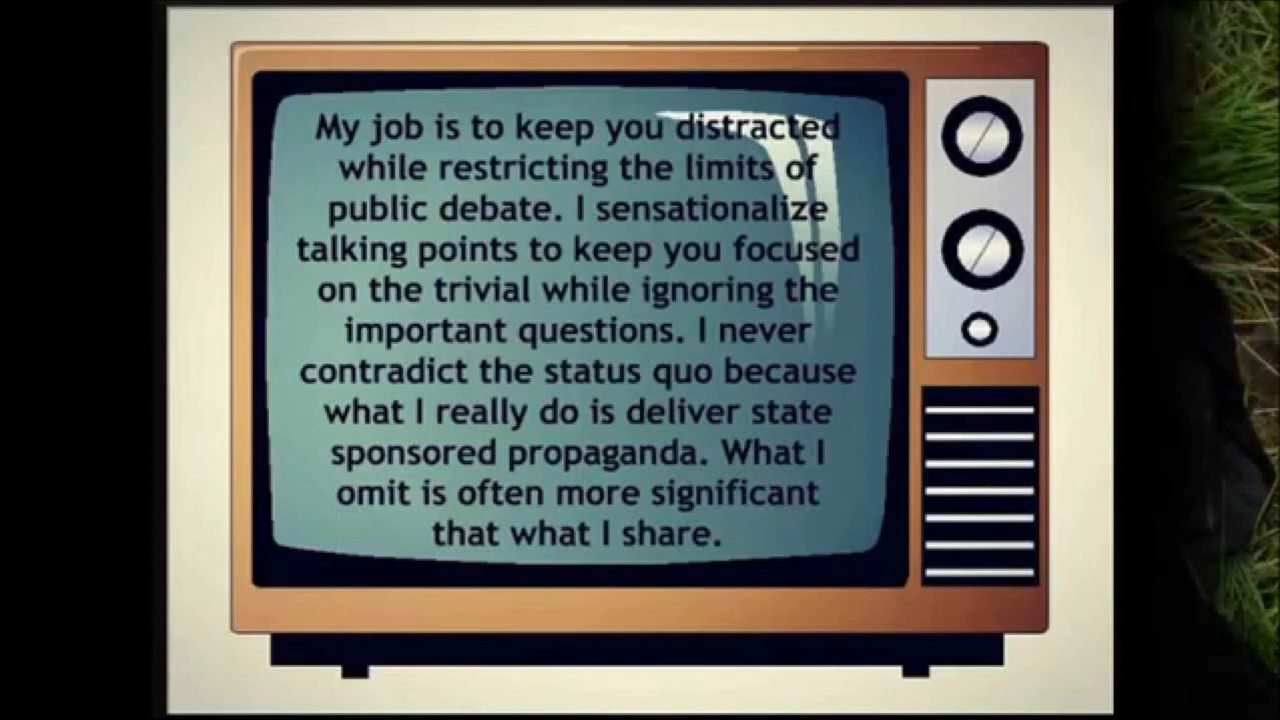 My job is to keep you distracted
while restricting the limits of
public debate. I sensationalize
talking points to keep you focused
on the trivial while ignoring the
important questions. I never
contradict the status quo because
what I really do is deliver state
sponsored propaganda. What I
omit is often more significant
that what I share.